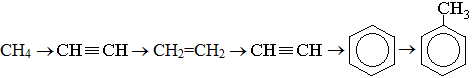 CH₃
CH₄ → CH≡CH → CH₂=CH₂ → CH≡CH → →